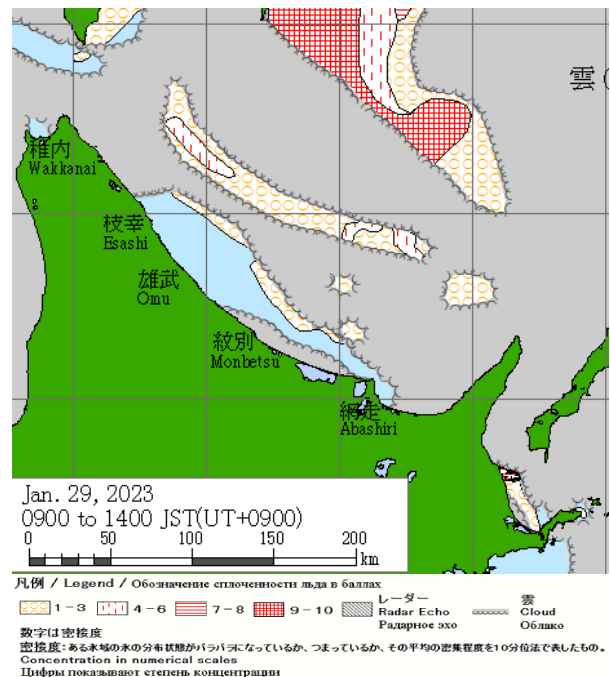 雲 (
稚内
Wakkanai
枝幸
Esashi
雄武
Omu
紋別
Monbetsu
網走
Abashiri
Jan. 29, 2023
0900 to 1400 JST(UT+0900)
0 50 100 150 200
km
凡例 / Legend / Обозначение сплоченности льда в баллах
1-3 4-6 7-8 9-10 レーダー Radar Echo Радарное эхо 雲 Cloud Облако
数字は密接度
密接度:ある氷域の氷の分布状態がバラバラになっているか、つまっているか、その平均の密集程度を10分位法で表したもの。
Concentration in numerical scales
Цифры показывают степень концентрации